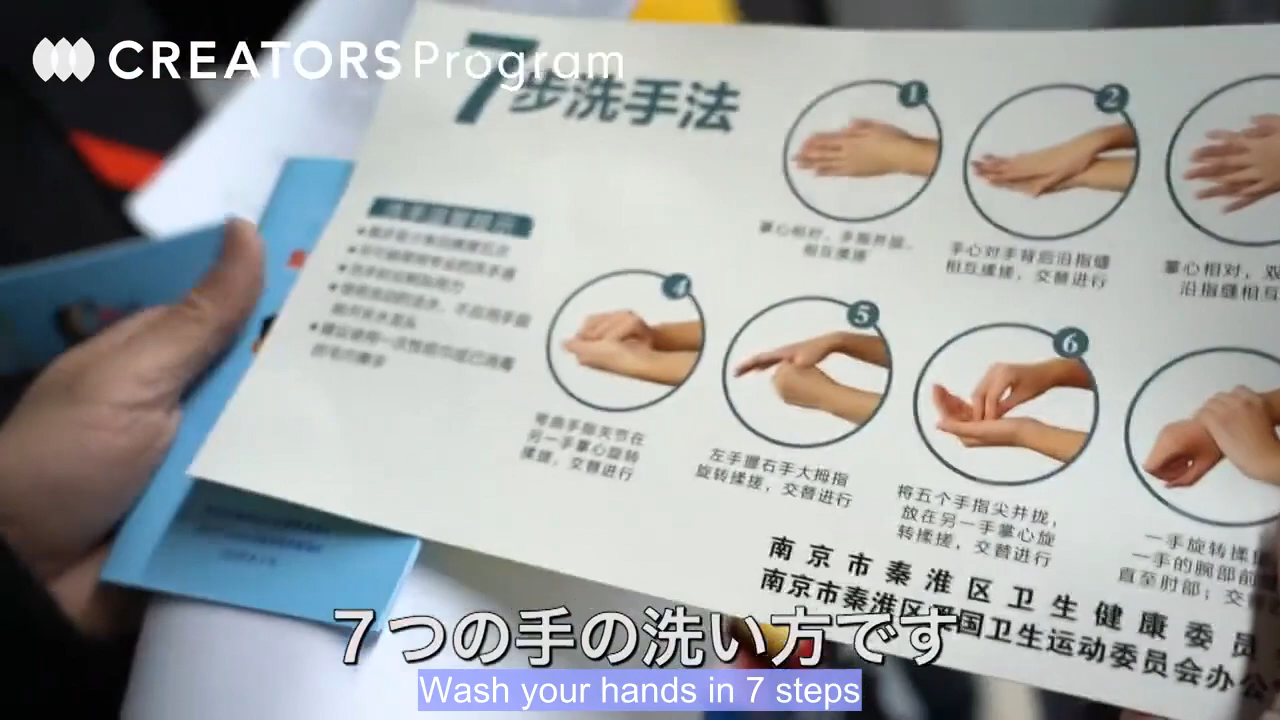 CREATORS Program
7步洗手法
1
2
掌心相对，手指并拢，
相互揉搓
手心对手背后沿指缝
相互揉搓，交替进行
掌心相对，双
沿指缝相互
4
5
6
弯曲手指关节在
另一手掌心旋转
揉搓，交替进行
左手握右手大拇指
旋转揉搓，交替进行
将五个手指尖并拢，
放在另一手掌心旋
转揉搓，交替进行
一手旋转揉
一手的腕部前
直至肘部；交
南京市秦淮区卫生健康委员
南京市秦淮区爱国卫生运动委员会办公
7つの手の洗い方です
Wash your hands in 7 steps